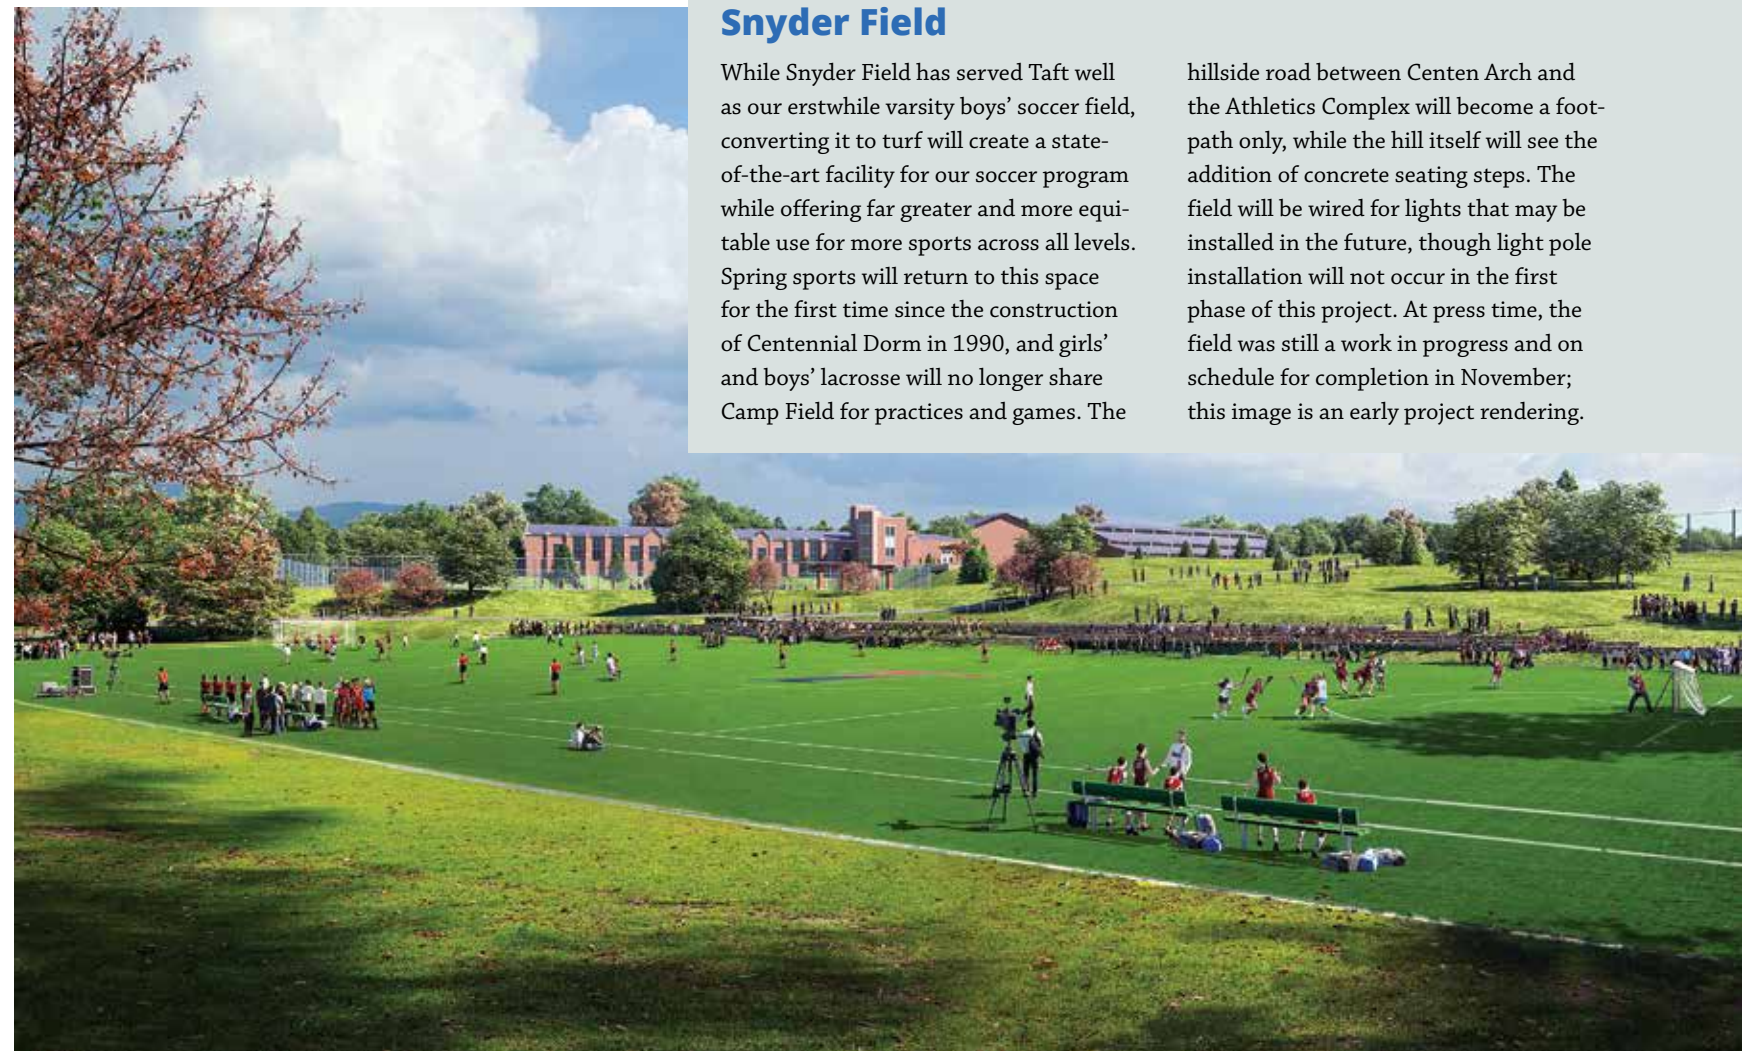 Snyder Field
While Snyder Field has served Taft well
as our erstwhile varsity boys’ soccer field,
converting it to turf will create a state-
of-the-art facility for our soccer program
while offering far greater and more equi-
table use for more sports across all levels.
Spring sports will return to this space
for the first time since the construction
of Centennial Dorm in 1990, and girls’
and boys’ lacrosse will no longer share
Camp Field for practices and games. The
hillside road between Centen Arch and
the Athletics Complex will become a foot-
path only, while the hill itself will see the
addition of concrete seating steps. The
field will be wired for lights that may be
installed in the future, though light pole
installation will not occur in the first
phase of this project. At press time, the
field was still a work in progress and on
schedule for completion in November;
this image is an early project rendering.